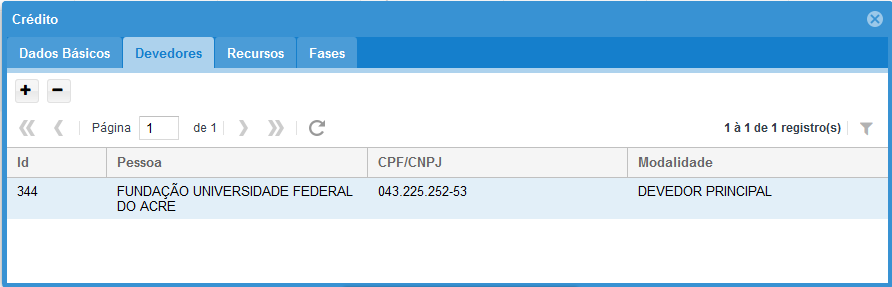 Crédito
Dados Básicos Devedores Recursos Fases
Página 1 de 1 1 à 1 de 1 registro(s)
Id Pessoa CPF/CNPJ Modalidade
344 FUNDAÇÃO UNIVERSIDADE FEDERAL 043.225.252-53 DEVEDOR PRINCIPAL
DO ACRE